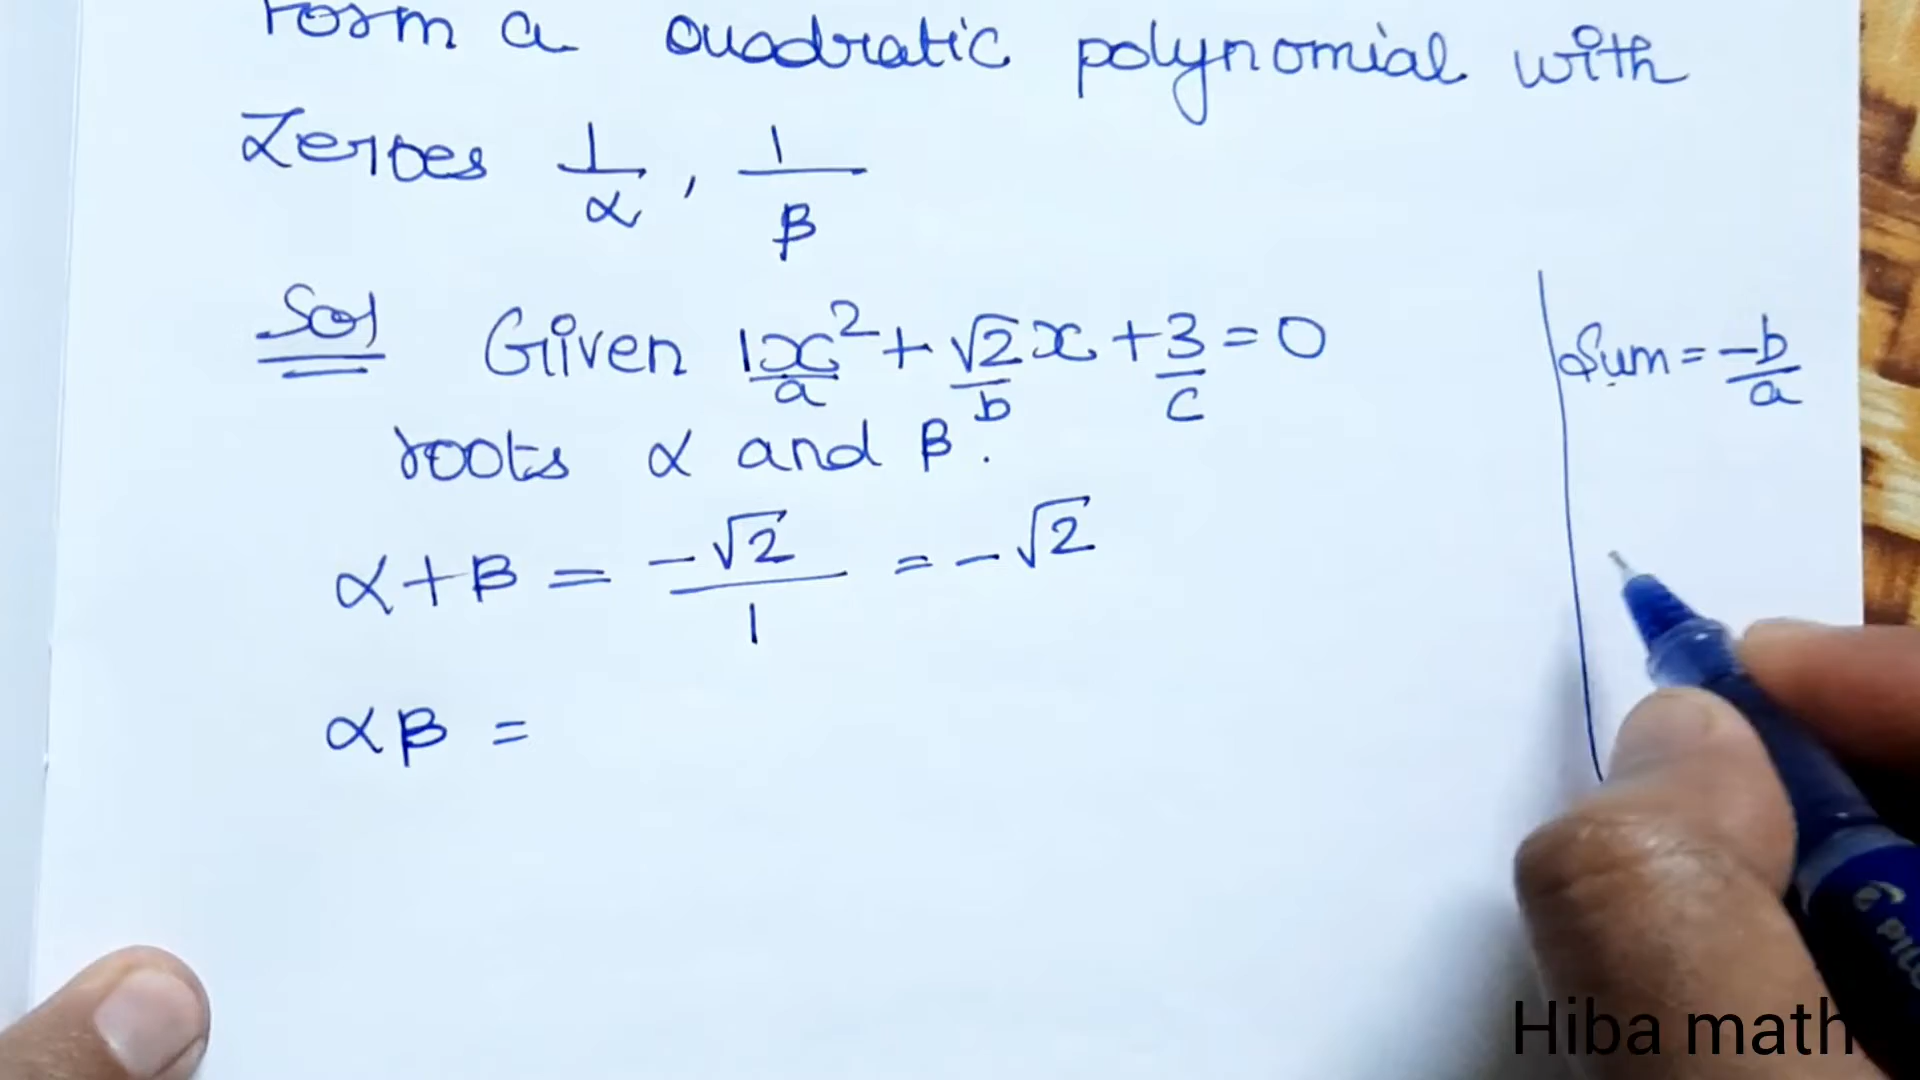 Form a quadratic polynomial with
Zeroes 1/α , 1/β
Sol Given 1x² + √2x + 3 = 0
a b c
roots α and β.
α+β = -√2/1 = -√2
αβ =
Sum = -b/a
Hiba math